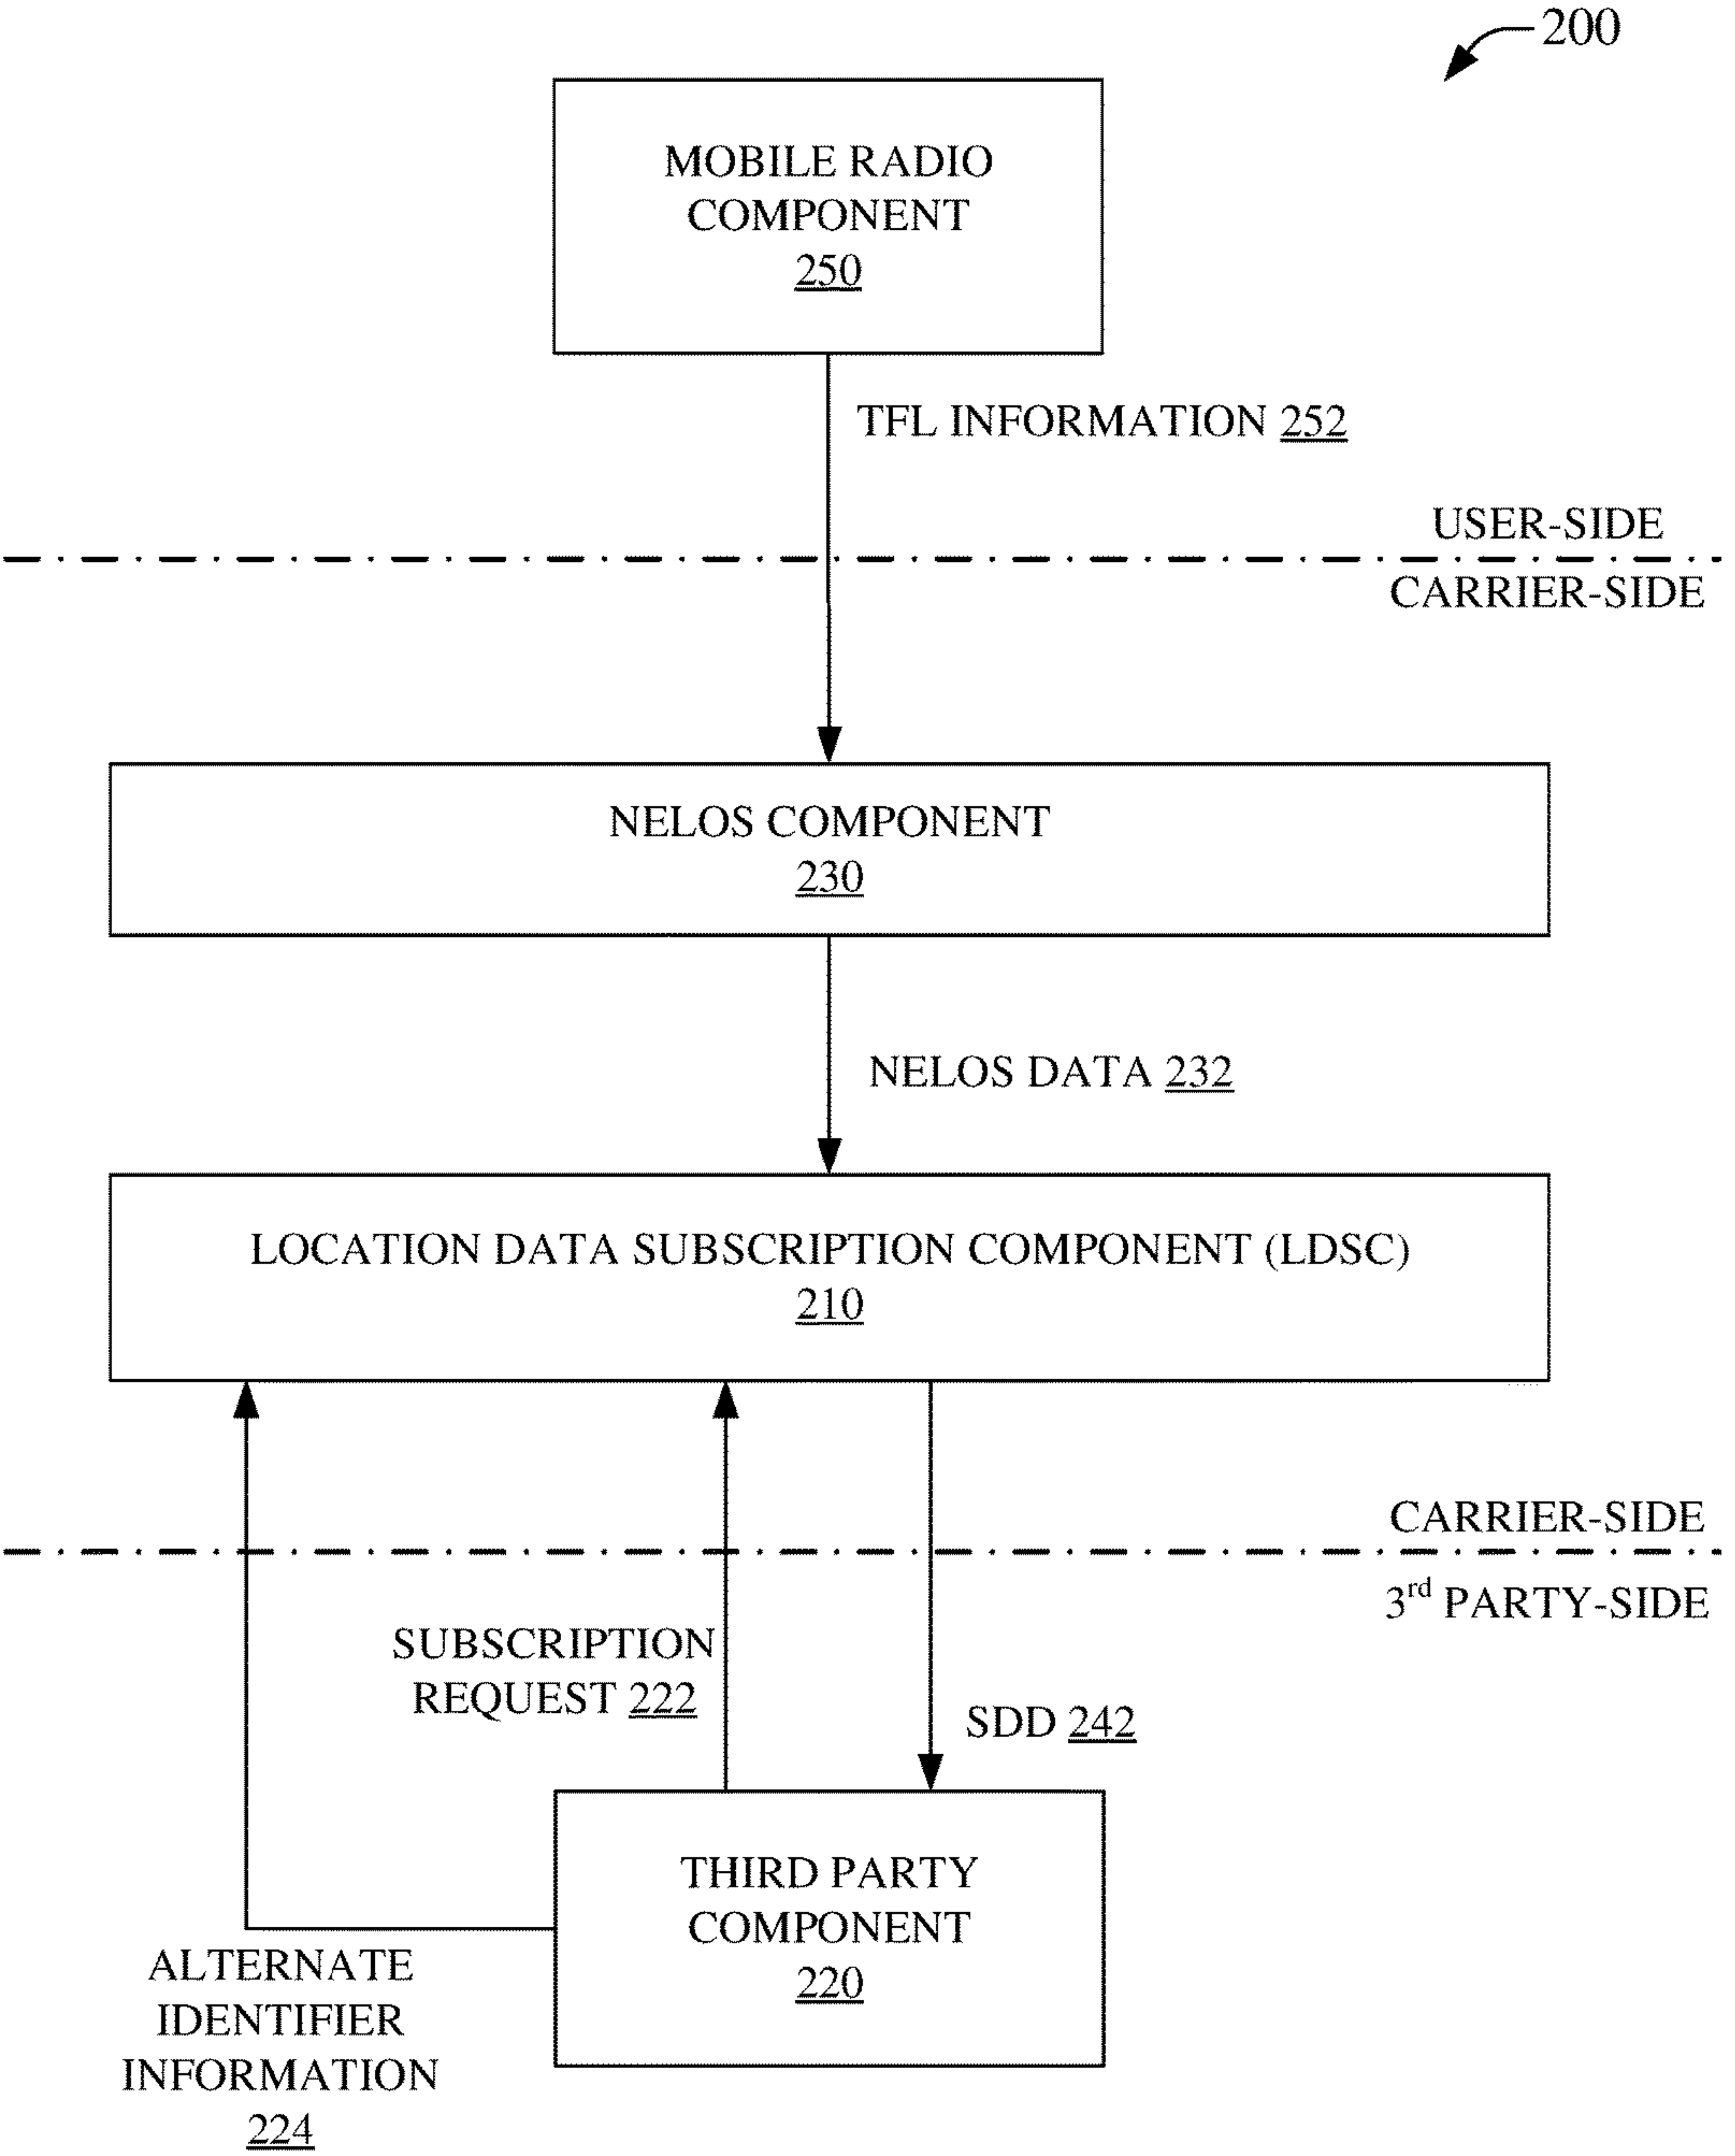 200
MOBILE RADIO
COMPONENT
250
TFL INFORMATION 252
USER-SIDE
CARRIER-SIDE
NELOS COMPONENT
230
NELOS DATA 232
LOCATION DATA SUBSCRIPTION COMPONENT (LDSC)
210
CARRIER-SIDE
3rd PARTY-SIDE
SUBSCRIPTION
REQUEST 222
SDD 242
THIRD PARTY
COMPONENT
220
ALTERNATE
IDENTIFIER
INFORMATION
224